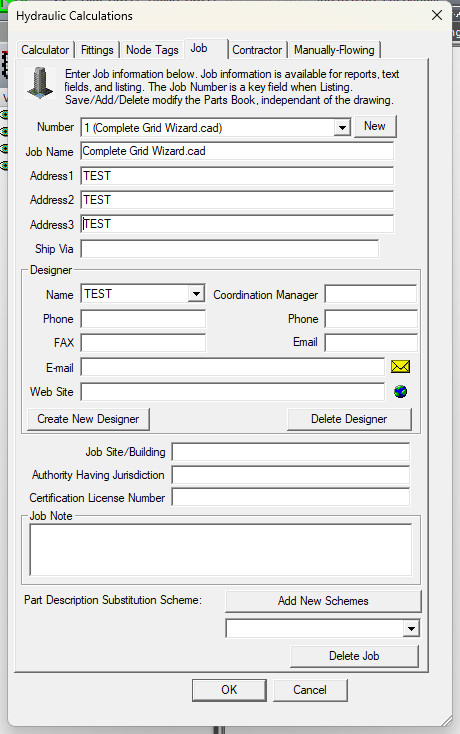 Hydraulic Calculations
Calculator Fittings Node Tags Job Contractor Manually-Flowing
Enter Job information below. Job information is available for reports, text
fields, and listing. The Job Number is a key field when Listing.
Save/Add/Delete modify the Parts Book, independant of the drawing.
Number 1 (Complete Grid Wizard.cad) New
Job Name Complete Grid Wizard.cad
Address1 TEST
Address2 TEST
Address3 TEST
Ship Via
Designer
Name TEST Coordination Manager
Phone Phone
FAX Email
E-mail
Web Site
Create New Designer Delete Designer
Job Site/Building
Authority Having Jurisdiction
Certification License Number
Job Note
Part Description Substitution Scheme: Add New Schemes
Delete Job
OK Cancel